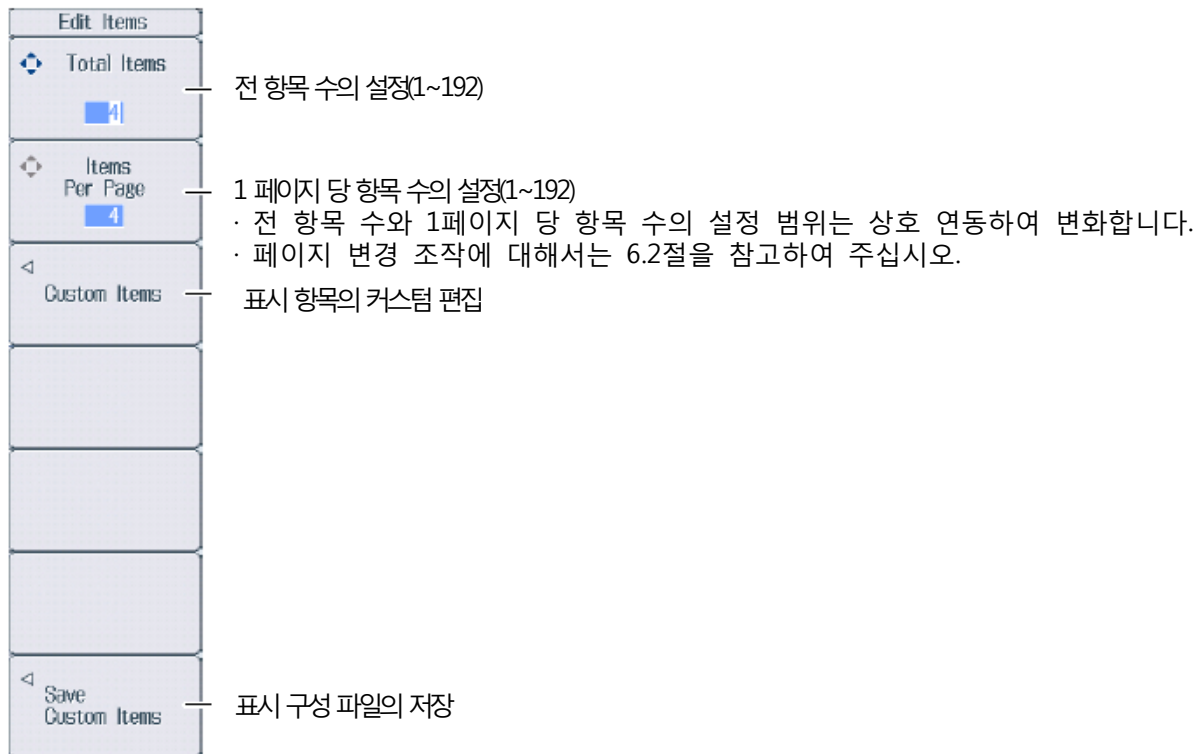 Edit Items
Total Items
전 항목 수의 설정(1~192)
4
Items
Per Page
4
1 페이지 당 항목 수의 설정(1~192)
· 전 항목 수와 1페이지 당 항목 수의 설정 범위는 상호 연동하여 변화합니다.
· 페이지 변경 조작에 대해서는 6.2절을 참고하여 주십시오.
Custom Items
표시 항목의 커스텀 편집
Save
Custom Items
표시 구성 파일의 저장